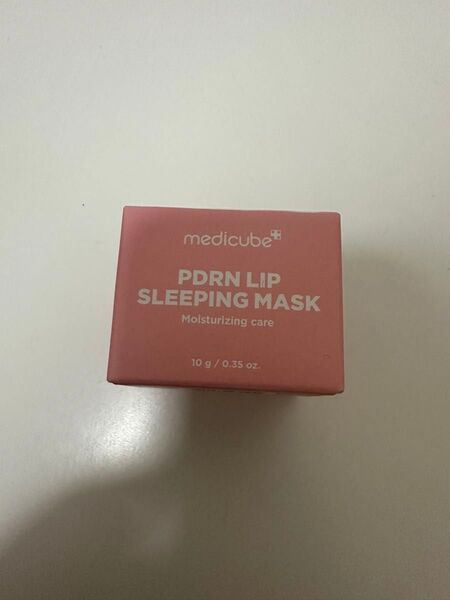 medicube
PDRN LIP
SLEEPING MASK
Moisturizing care
10 g / 0.35 oz.